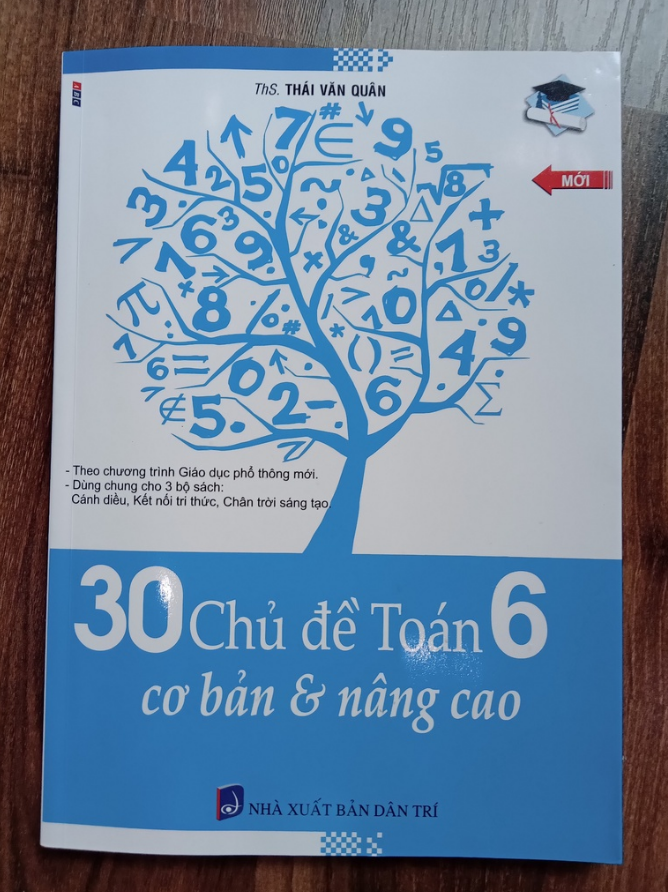 ThS. THÁI VĂN QUÂN
MỚI
- Theo chương trình Giáo dục phổ thông mới.
- Dùng chung cho 3 bộ sách:
Cánh diều, Kết nối tri thức, Chân trời sáng tạo.
30 Chủ đề Toán 6
cơ bản & nâng cao
NHÀ XUẤT BẢN DÂN TRÍ